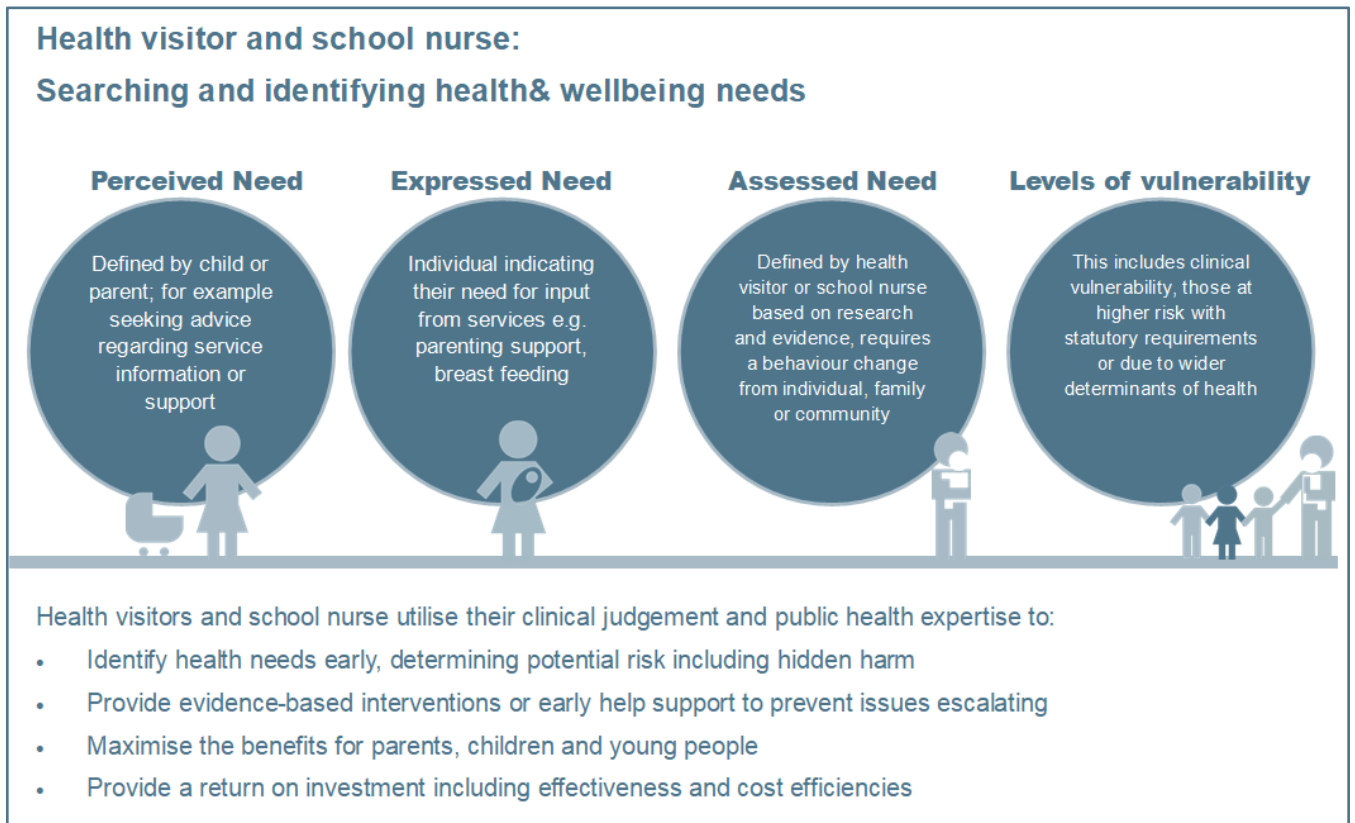 Health visitor and school nurse:
Searching and identifying health& wellbeing needs
Perceived Need
Defined by child or
parent; for example
seeking advice
regarding service
information or
support
Expressed Need
Individual indicating
their need for input
from services e.g.
parenting support,
breast feeding
Assessed Need
Defined by health
visitor or school nurse
based on research
and evidence, requires
a behaviour change
from individual, family
or community
Levels of vulnerability
This includes clinical
vulnerability, those at
higher risk with
statutory requirements
or due to wider
determinants of health
Health visitors and school nurse utilise their clinical judgement and public health expertise to:
• Identify health needs early, determining potential risk including hidden harm
• Provide evidence-based interventions or early help support to prevent issues escalating
• Maximise the benefits for parents, children and young people
• Provide a return on investment including effectiveness and cost efficiencies